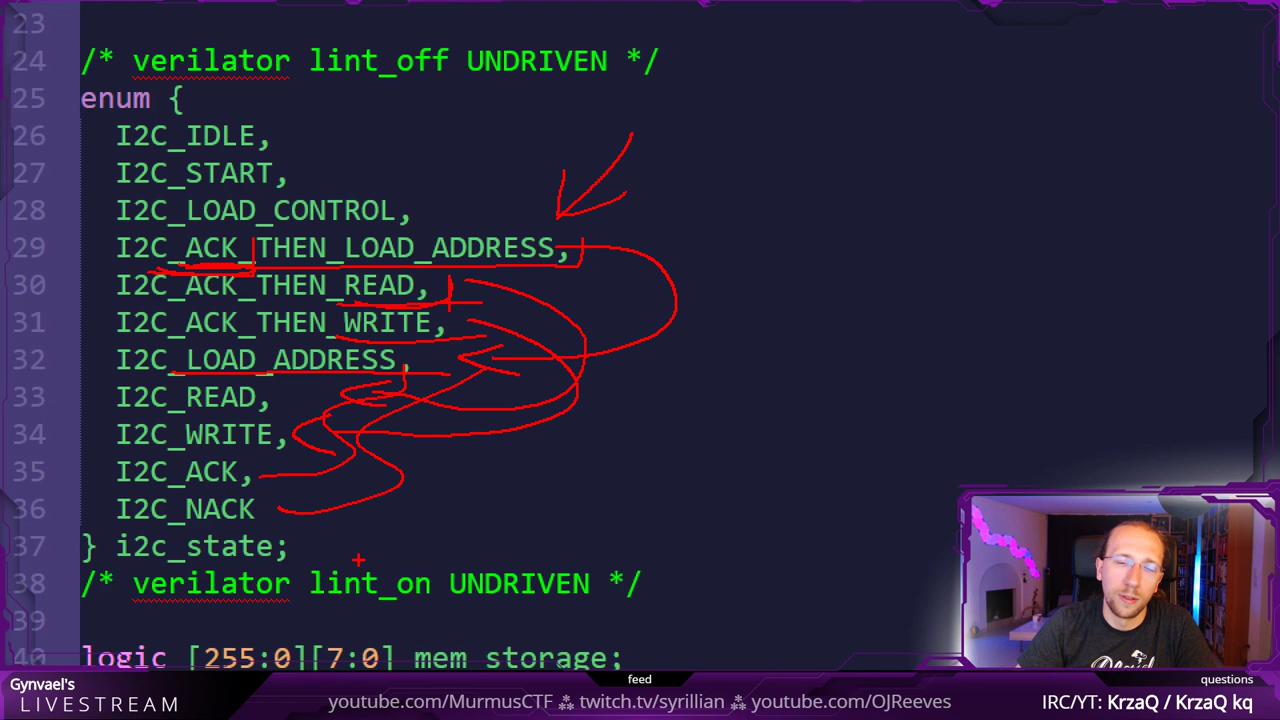 23
24 /* verilator lint_off UNDRIVEN */
25 enum {
26 I2C_IDLE,
27 I2C_START,
28 I2C_LOAD_CONTROL,
29 I2C_ACK_THEN_LOAD_ADDRESS,
30 I2C_ACK_THEN_READ,
31 I2C_ACK_THEN_WRITE,
32 I2C_LOAD_ADDRESS,
33 I2C_READ,
34 I2C_WRITE,
35 I2C_ACK,
36 I2C_NACK
37 } i2c_state;
38 /* verilator lint_on UNDRIVEN */
39
40 logic [255:0][7:0] mem_storage;
Gynvael's
LIVESTREAM
feed
youtube.com/MurmusCTF ⁂ twitch.tv/syrillian ⁂ youtube.com/OJReeves
questions
IRC/YT: KrzaQ / KrzaQ kq